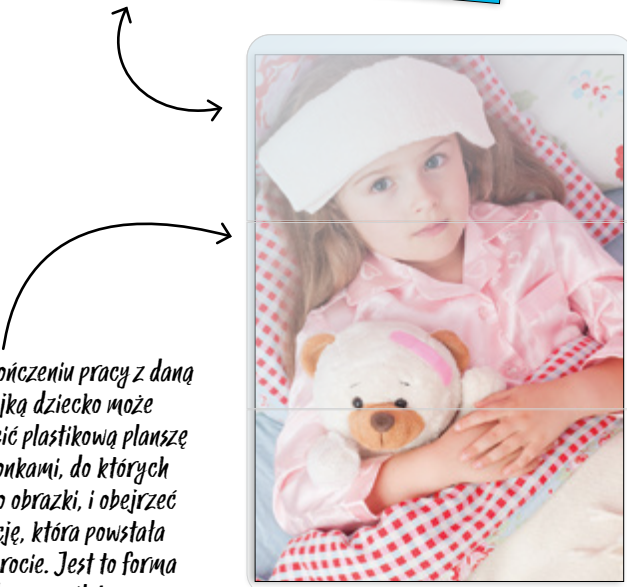 ończeniu pracy z daną
jką dziecko może
ić plastikową planszę
onkami, do których
o obrazki, i obejrzeć
cję, która powstała
rocie. Jest to forma